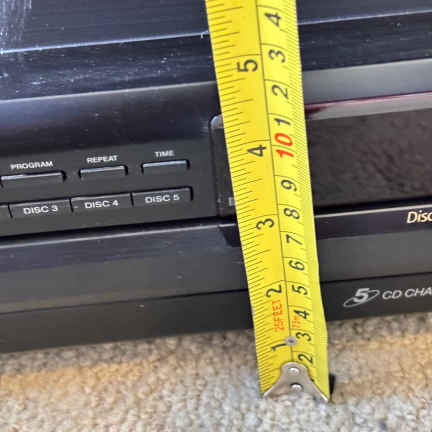 4
3
5
2
1
4
10
9
3
8
7
6
2
5
25FEET
4
1
3
2
PROGRAM
REPEAT
TIME
DISC 3
DISC 4
DISC 5
Disc
5 CD CHA